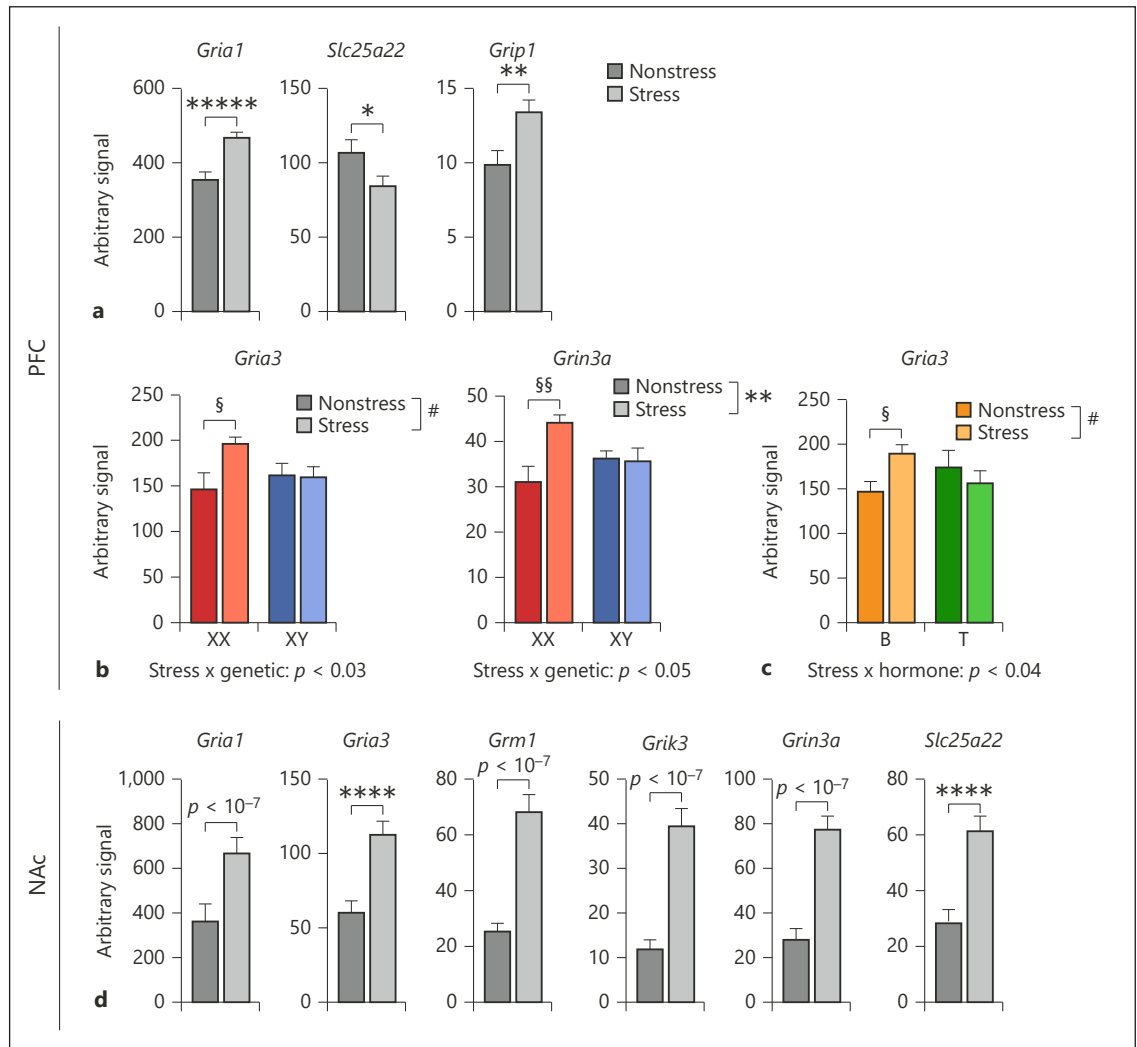 PFC
Gria1 Slc25a22 Grip1
Nonstress
Stress
Arbitrary signal
600 400 200 0
*****
150 100 50 0
*
15 10 5 0
**
a
Gria3 Grin3a Gria3
Arbitrary signal
250 200 150 100 50 0
§
Nonstress
Stress
#
XX XY
50 40 30 20 10 0
§§
Nonstress
Stress
**
XX XY
Arbitrary signal
250 200 150 100 50 0
§
Nonstress
Stress
#
B T
b Stress x genetic: p < 0.03 Stress x genetic: p < 0.05 c Stress x hormone: p < 0.04
NAc
Gria1 Gria3 Grm1 Grik3 Grin3a Slc25a22
Arbitrary signal
1,000 800 600 400 200 0
p < 10⁻⁷
150 100 50 0
****
80 60 40 20 0
p < 10⁻⁷
50 40 30 20 10 0
p < 10⁻⁷
100 80 60 40 20 0
p < 10⁻⁷
80 60 40 20 0
****
d